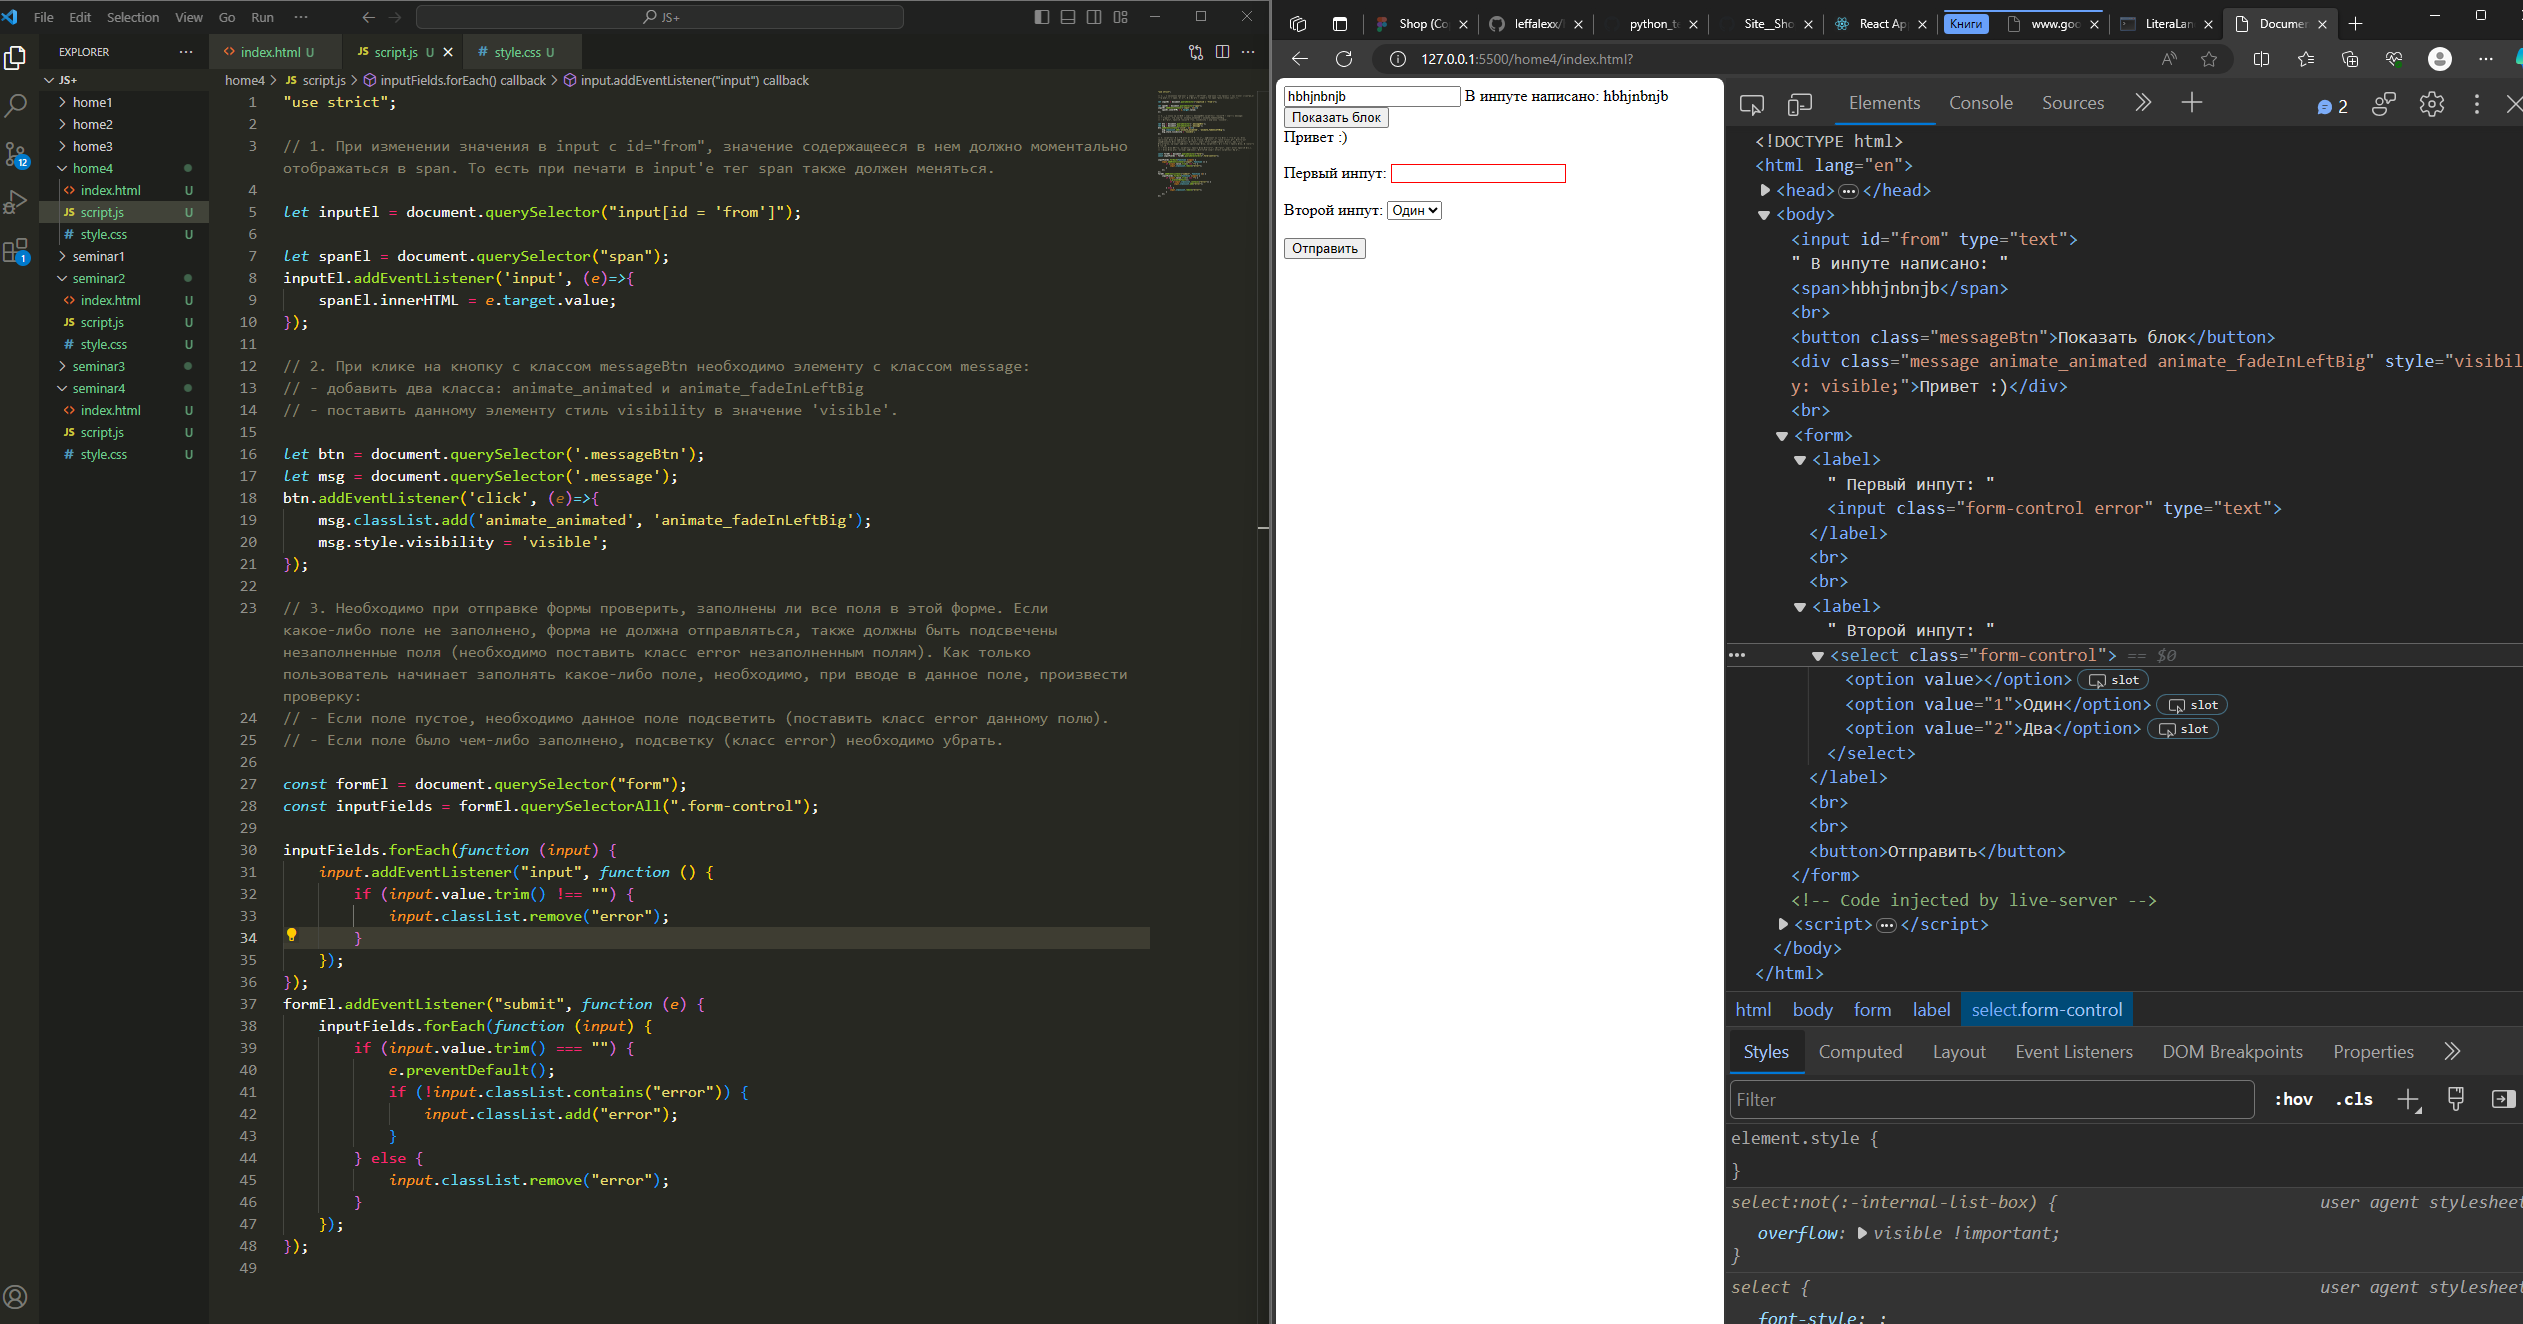 File Edit Selection View Go Run ··· JS+
EXPLORER ···
JS+
home1
home2
home3
home4
index.html U
script.js U
style.css U
seminar1
seminar2
index.html U
script.js U
style.css U
seminar3
seminar4
index.html U
script.js U
style.css U
12
1
index.html U JS script.js U style.css U
home4 > JS script.js > inputFields.forEach() callback > input.addEventListener("input") callback
1 "use strict";
2
3 // 1. При изменении значения в input с id="from", значение содержащееся в нем должно моментально
отображаться в span. То есть при печати в input'е тег span также должен меняться.
4
5 let inputEl = document.querySelector("input[id = 'from']");
6
7 let spanEl = document.querySelector("span");
8 inputEl.addEventListener('input', (e)=>{
9 spanEl.innerHTML = e.target.value;
10 });
11
12 // 2. При клике на кнопку с классом messageBtn необходимо элементу с классом message:
13 // - добавить два класса: animate_animated и animate_fadeInLeftBig
14 // - поставить данному элементу стиль visibility в значение 'visible'.
15
16 let btn = document.querySelector('.messageBtn');
17 let msg = document.querySelector('.message');
18 btn.addEventListener('click', (e)=>{
19 msg.classList.add('animate_animated', 'animate_fadeInLeftBig');
20 msg.style.visibility = 'visible';
21 });
22
23 // 3. Необходимо при отправке формы проверить, заполнены ли все поля в этой форме. Если
какое-либо поле не заполнено, форма не должна отправляться, также должны быть подсвечены
незаполненные поля (необходимо поставить класс error незаполненным полям). Как только
пользователь начинает заполнять какое-либо поле, необходимо, при вводе в данное поле, произвести
проверку:
24 // - Если поле пустое, необходимо данное поле подсветить (поставить класс error данному полю).
25 // - Если поле было чем-либо заполнено, подсветку (класс error) необходимо убрать.
26
27 const formEl = document.querySelector("form");
28 const inputFields = formEl.querySelectorAll(".form-control");
29
30 inputFields.forEach(function (input) {
31 input.addEventListener("input", function () {
32 if (input.value.trim() !== "") {
33 input.classList.remove("error");
34 }
35 });
36 });
37 formEl.addEventListener("submit", function (e) {
38 inputFields.forEach(function (input) {
39 if (input.value.trim() === "") {
40 e.preventDefault();
41 if (!input.classList.contains("error")) {
42 input.classList.add("error");
43 }
44 } else {
45 input.classList.remove("error");
46 }
47 });
48 });
49
Shop (Co leffalexx/ python_te Site__Sho React Ap Книги www.goo LiteraLan Documen
127.0.0.1:5500/home4/index.html?
hbhjnbnjb В инпуте написано: hbhjnbnjb
Показать блок
Привет :)
Первый инпут:
Второй инпут: Один
Отправить
Elements Console Sources 2
<!DOCTYPE html>
<html lang="en">
<head>···</head>
<body>
<input id="from" type="text">
" В инпуте написано: "
<span>hbhjnbnjb</span>
<br>
<button class="messageBtn">Показать блок</button>
<div class="message animate_animated animate_fadeInLeftBig" style="visibil
y: visible;">Привет :)</div>
<br>
<form>
<label>
" Первый инпут: "
<input class="form-control error" type="text">
</label>
<br>
<br>
<label>
" Второй инпут: "
··· <select class="form-control"> == $0
<option value></option> slot
<option value="1">Один</option> slot
<option value="2">Два</option> slot
</select>
</label>
<br>
<br>
<button>Отправить</button>
</form>
<!-- Code injected by live-server -->
<script>···</script>
</body>
</html>
html body form label select.form-control
Styles Computed Layout Event Listeners DOM Breakpoints Properties
Filter :hov .cls
element.style {
}
select:not(:-internal-list-box) { user agent stylesheet
overflow: visible !important;
}
select { user agent stylesheet
font-style: ;